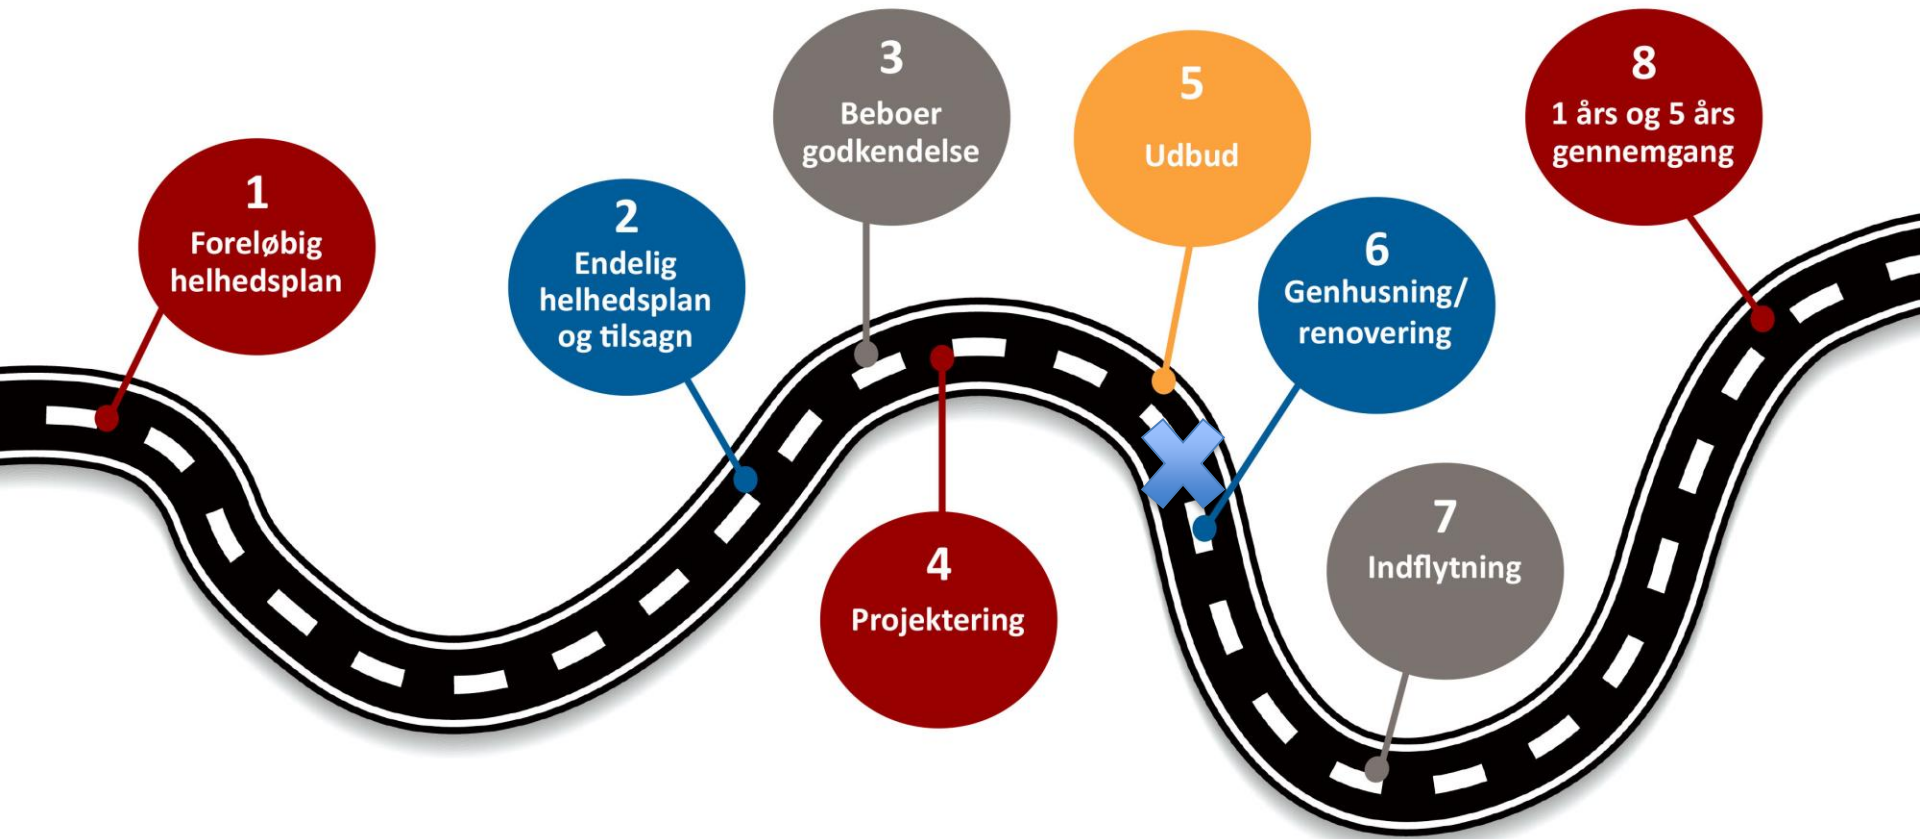 1
Foreløbig
helhedsplan
2
Endelig
helhedsplan
og tilsagn
3
Beboer
godkendelse
4
Projektering
5
Udbud
6
Genhusning/
renovering
7
Indflytning
8
1 års og 5 års
gennemgang